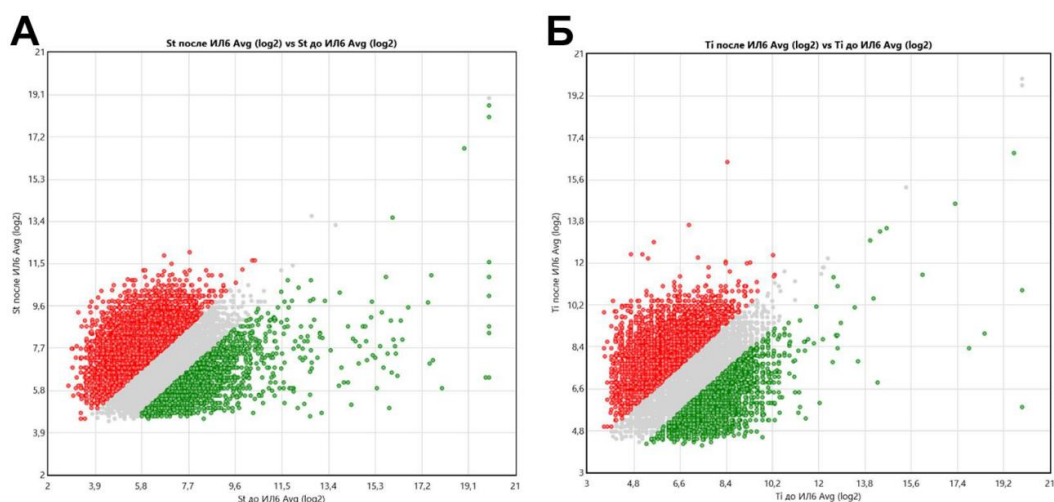 А
St после ИЛ6 Avg (log2) vs St до ИЛ6 Avg (log2)
St после ИЛ6 Avg (log2)
21
19,1
17,2
15,3
13,4
11,5
9,6
7,7
5,8
3,9
2
2 3,9 5,8 7,7 9,6 11,5 13,4 15,3 17,2 19,1 21
St до ИЛ6 Avg (log2)
Б
Ti после ИЛ6 Avg (log2) vs Ti до ИЛ6 Avg (log2)
Ti после ИЛ6 Avg (log2)
21
19,2
17,4
15,6
13,8
12
10,2
8,4
6,6
4,8
3
3 4,8 6,6 8,4 10,2 12 13,8 15,6 17,4 19,2 21
Ti до ИЛ6 Avg (log2)